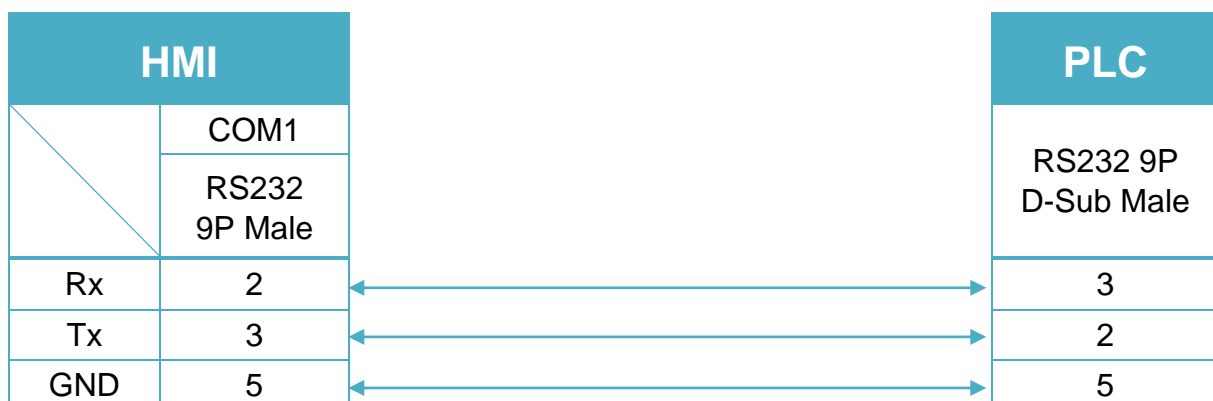 HMI PLC
COM1
RS232
9P Male
RS232 9P
D-Sub Male
Rx 2 3
Tx 3 2
GND 5 5